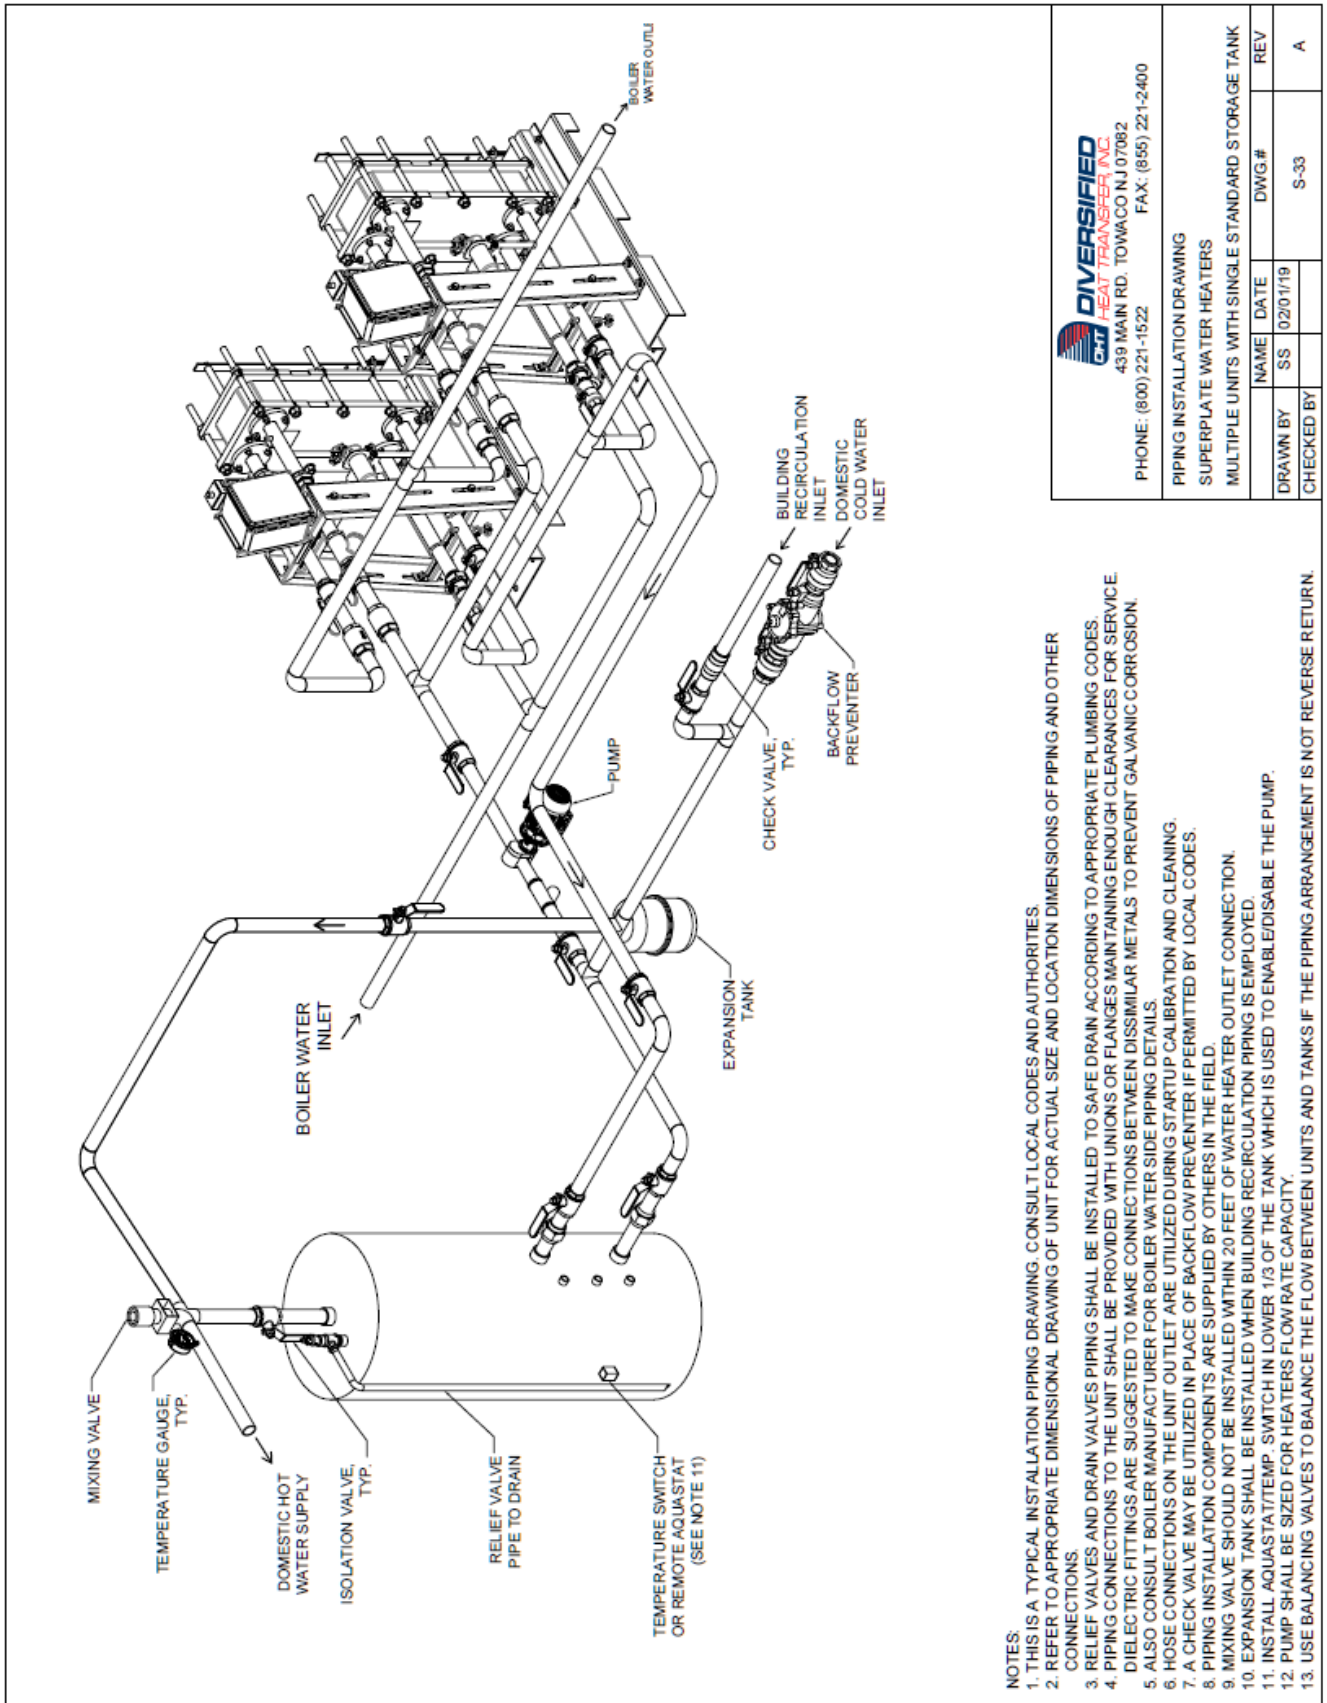 BOILER
WATER OUTLE
BUILDING
RECIRCULATION
INLET
DOMESTIC
COLD WATER
INLET
CHECK VALVE,
TYP.
BACKFLOW
PREVENTER
PUMP
EXPANSION
TANK
BOILER WATER
INLET
MIXING VALVE
TEMPERATURE GAUGE,
TYP.
DOMESTIC HOT
WATER SUPPLY
ISOLATION VALVE,
TYP.
RELIEF VALVE
PIPE TO DRAIN
TEMPERATURE SWITCH
OR REMOTE AQUASTAT
(SEE NOTE 11)
NOTES:
1. THIS IS A TYPICAL INSTALLATION PIPING DRAWING. CONSULT LOCAL CODES AND AUTHORITIES.
2. REFER TO APPROPRIATE DIMENSIONAL DRAWING OF UNIT FOR ACTUAL SIZE AND LOCATION DIMENSIONS OF PIPING AND OTHER
CONNECTIONS.
3. RELIEF VALVES AND DRAIN VALVES PIPING SHALL BE INSTALLED TO SAFE DRAIN ACCORDING TO APPROPRIATE PLUMBING CODES.
4. PIPING CONNECTIONS TO THE UNIT SHALL BE PROVIDED WITH UNIONS OR FLANGES MAINTAINING ENOUGH CLEARANCES FOR SERVICE.
DIELECTRIC FITTINGS ARE SUGGESTED TO MAKE CONNECTIONS BETWEEN DISSIMILAR METALS TO PREVENT GALVANIC CORROSION.
5. ALSO CONSULT BOILER MANUFACTURER FOR BOILER WATER SIDE PIPING DETAILS.
6. HOSE CONNECTIONS ON THE UNIT OUTLET ARE UTILIZED DURING STARTUP CALIBRATION AND CLEANING.
7. A CHECK VALVE MAY BE UTILIZED IN PLACE OF BACKFLOW PREVENTER IF PERMITTED BY LOCAL CODES.
8. PIPING INSTALLATION COMPONENTS ARE SUPPLIED BY OTHERS IN THE FIELD.
9. MIXING VALVE SHOULD NOT BE INSTALLED WITHIN 20 FEET OF WATER HEATER OUTLET CONNECTION.
10. EXPANSION TANK SHALL BE INSTALLED WHEN BUILDING RECIRCULATION PIPING IS EMPLOYED.
11. INSTALL AQUASTAT/TEMP. SWITCH IN LOWER 1/3 OF THE TANK WHICH IS USED TO ENABLE/DISABLE THE PUMP.
12. PUMP SHALL BE SIZED FOR HEATERS FLOW RATE CAPACITY.
13. USE BALANCING VALVES TO BALANCE THE FLOW BETWEEN UNITS AND TANKS IF THE PIPING ARRANGEMENT IS NOT REVERSE RETURN.
DHT DIVERSIFIED
HEAT TRANSFER, INC.
439 MAIN RD. TOWACO NJ 07082
PHONE: (800) 221-1522 FAX: (855) 221-2400
PIPING INSTALLATION DRAWING
SUPERPLATE WATER HEATERS
MULTIPLE UNITS WITH SINGLE STANDARD STORAGE TANK
NAME DATE DWG.# REV
DRAWN BY SS 02/01/19 S-33 A
CHECKED BY